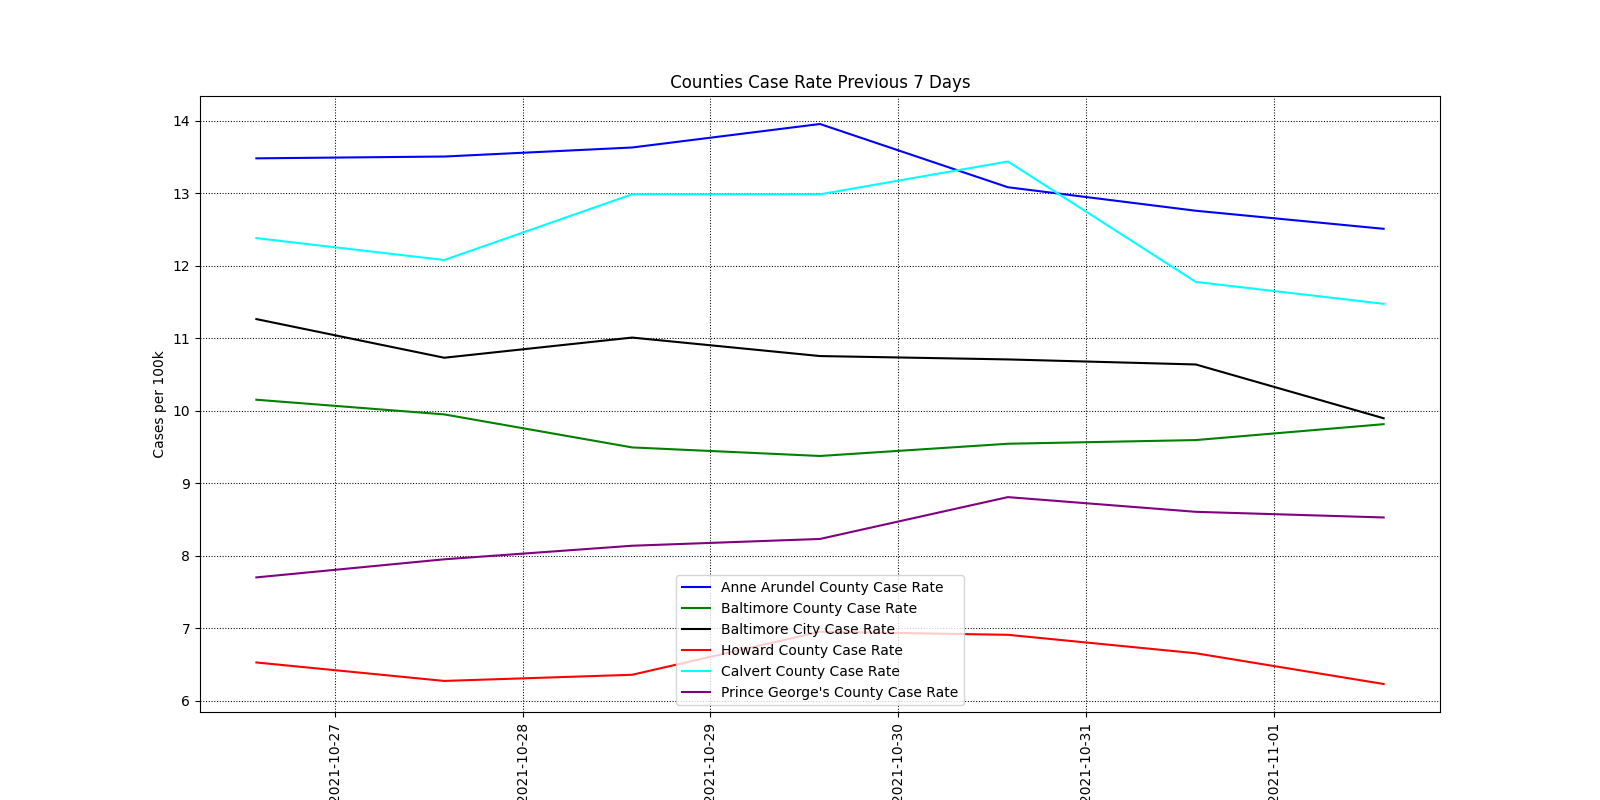 Counties Case Rate Previous 7 Days
14
13
12
11
10
9
8
7
6
Cases per 100k
Anne Arundel County Case Rate
Baltimore County Case Rate
Baltimore City Case Rate
Howard County Case Rate
Calvert County Case Rate
Prince George's County Case Rate
2021-10-27
2021-10-28
2021-10-29
2021-10-30
2021-10-31
2021-11-01